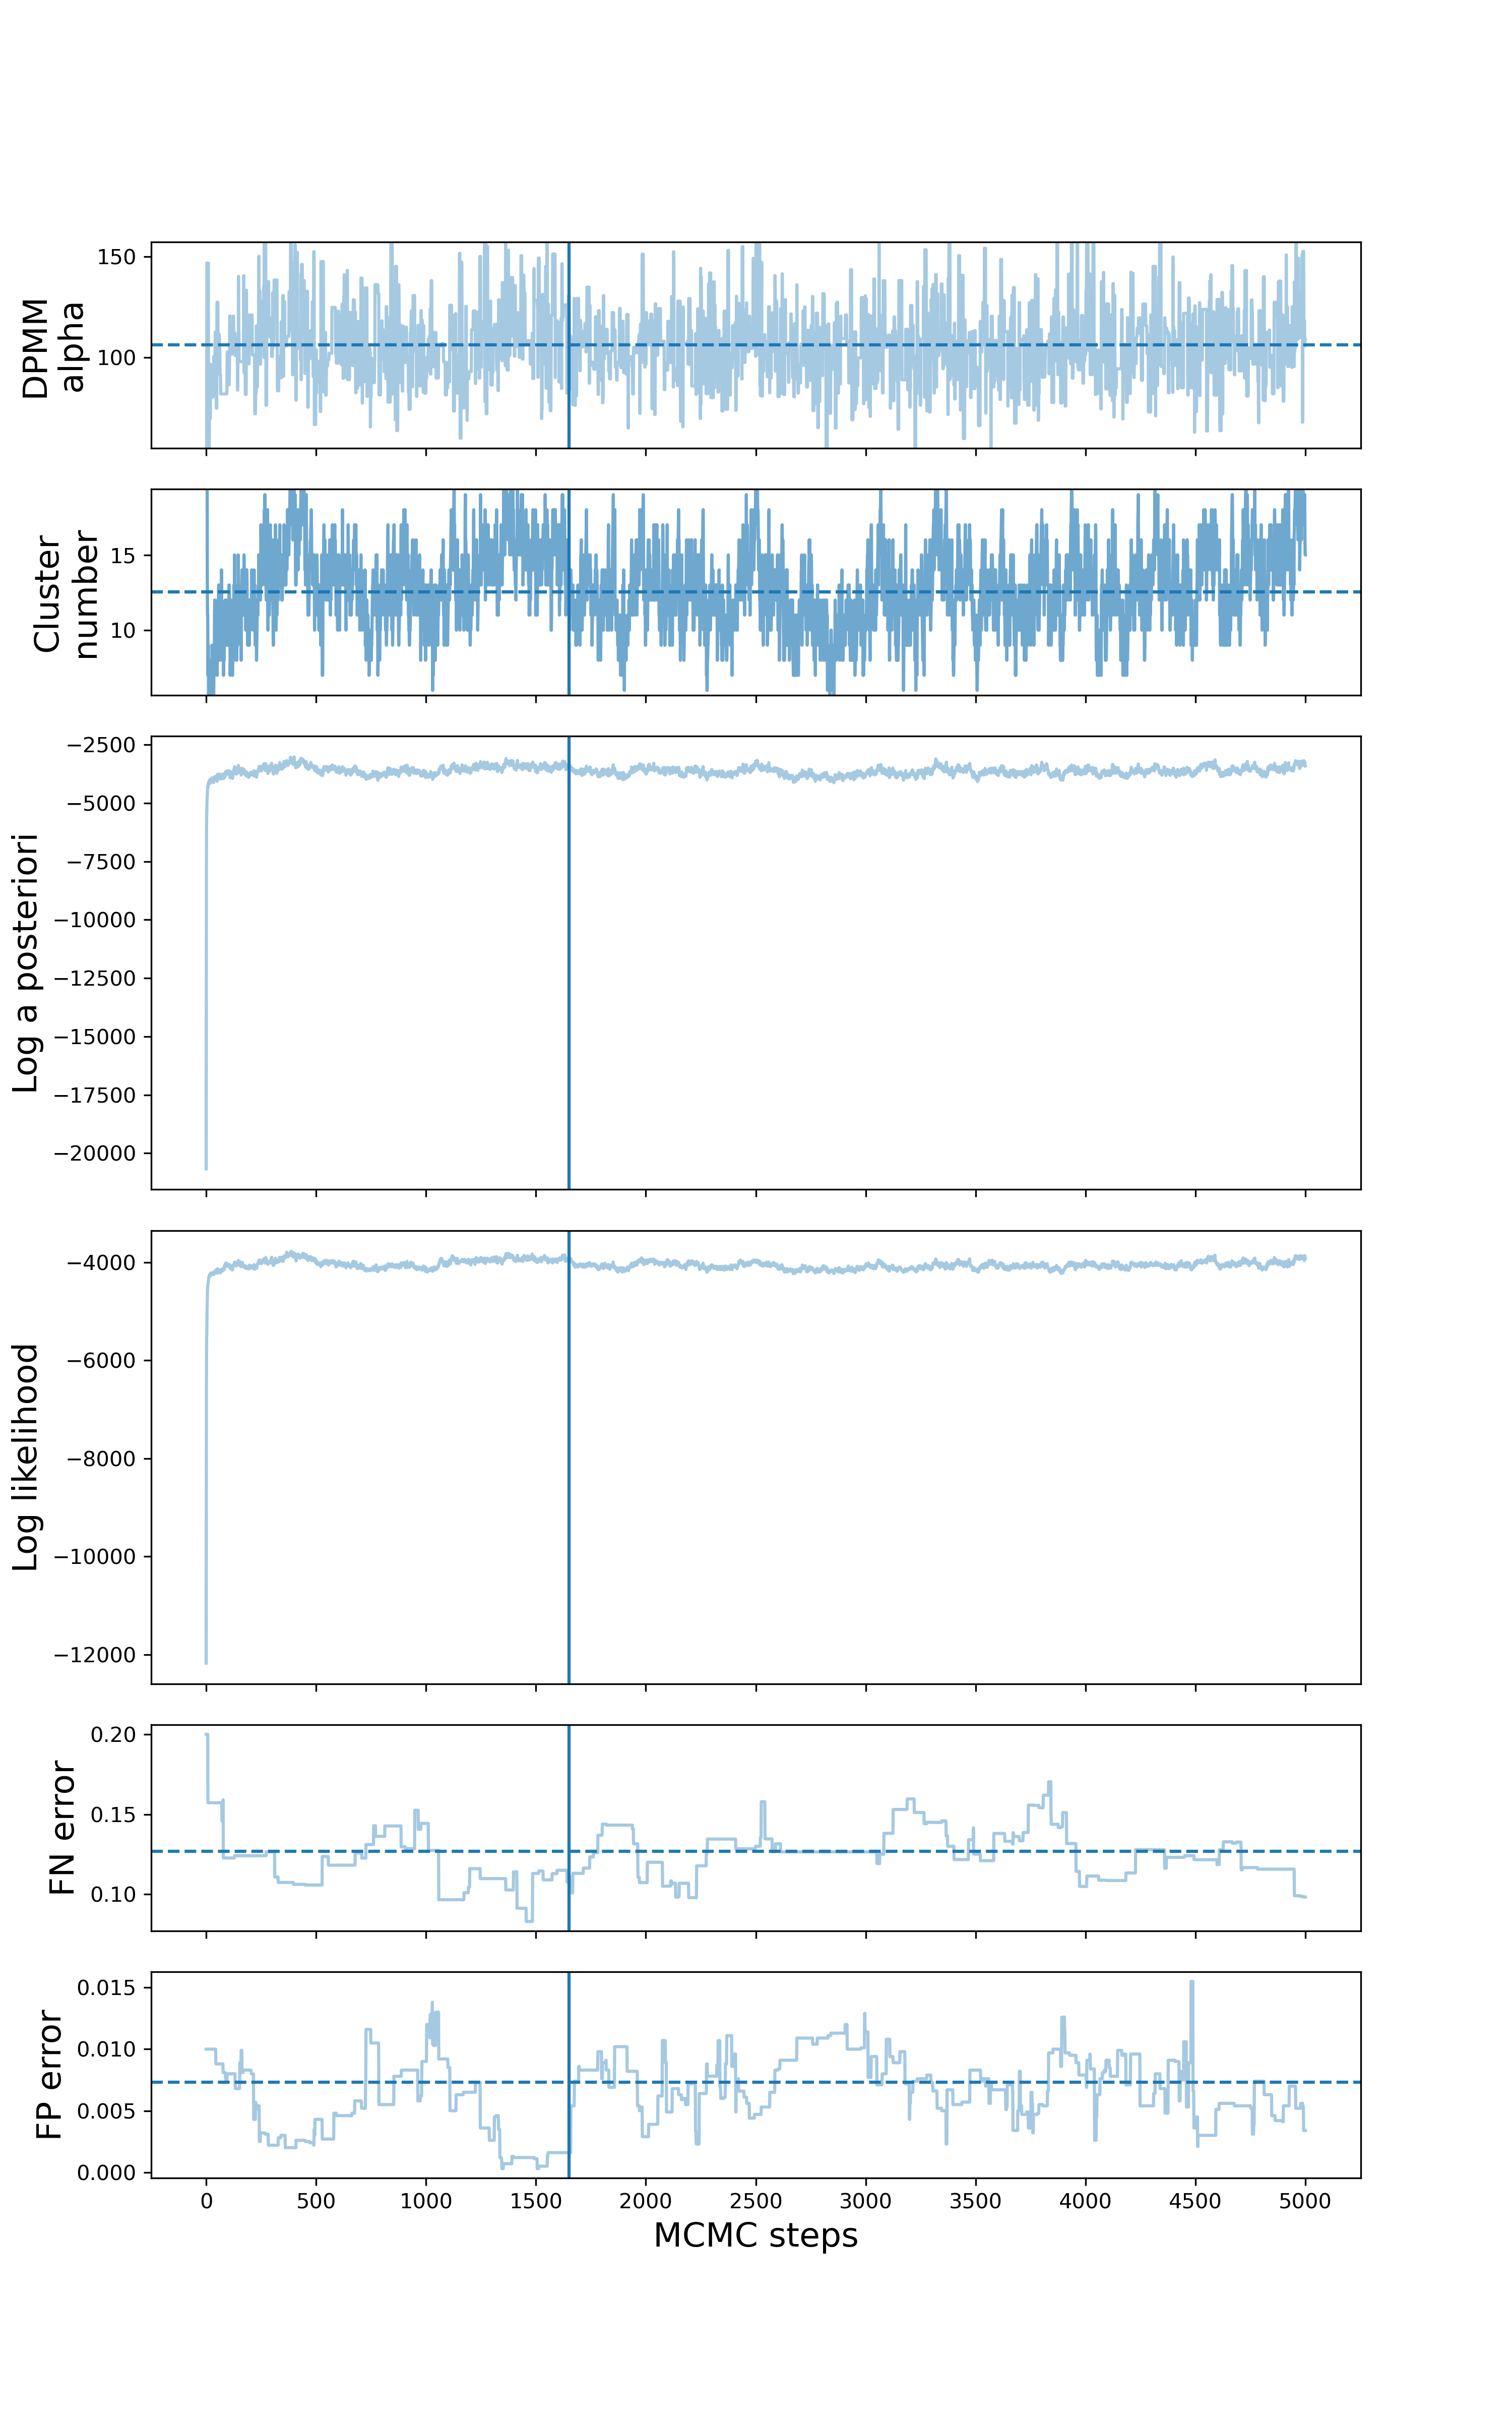 DPMM
alpha
150
100
Cluster
number
15
10
Log a posteriori
−2500
−5000
−7500
−10000
−12500
−15000
−17500
−20000
Log likelihood
−4000
−6000
−8000
−10000
−12000
FN error
0.20
0.15
0.10
FP error
0.015
0.010
0.005
0.000
0 500 1000 1500 2000 2500 3000 3500 4000 4500 5000
MCMC steps